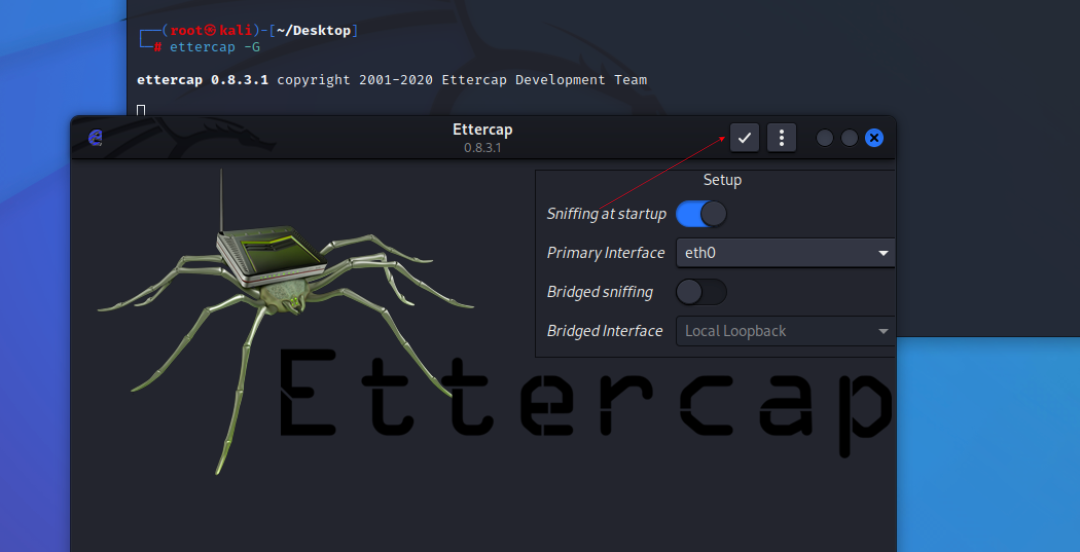 ┌──(root㉿kali)-[~/Desktop]
└─# ettercap -G
ettercap 0.8.3.1 copyright 2001-2020 Ettercap Development Team
Ettercap
0.8.3.1
Setup
Sniffing at startup
Primary Interface eth0
Bridged sniffing
Bridged Interface Local Loopback
Ettercap